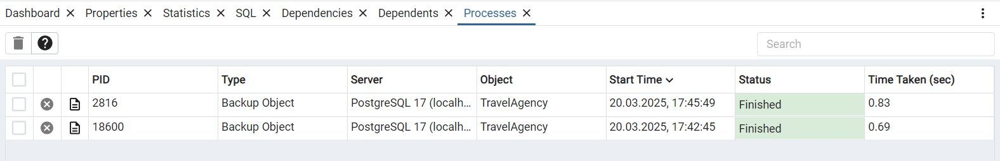 Dashboard Properties Statistics SQL Dependencies Dependents Processes
Search
PID Type Server Object Start Time Status Time Taken (sec)
2816 Backup Object PostgreSQL 17 (localh... TravelAgency 20.03.2025, 17:45:49 Finished 0.83
18600 Backup Object PostgreSQL 17 (localh... TravelAgency 20.03.2025, 17:42:45 Finished 0.69